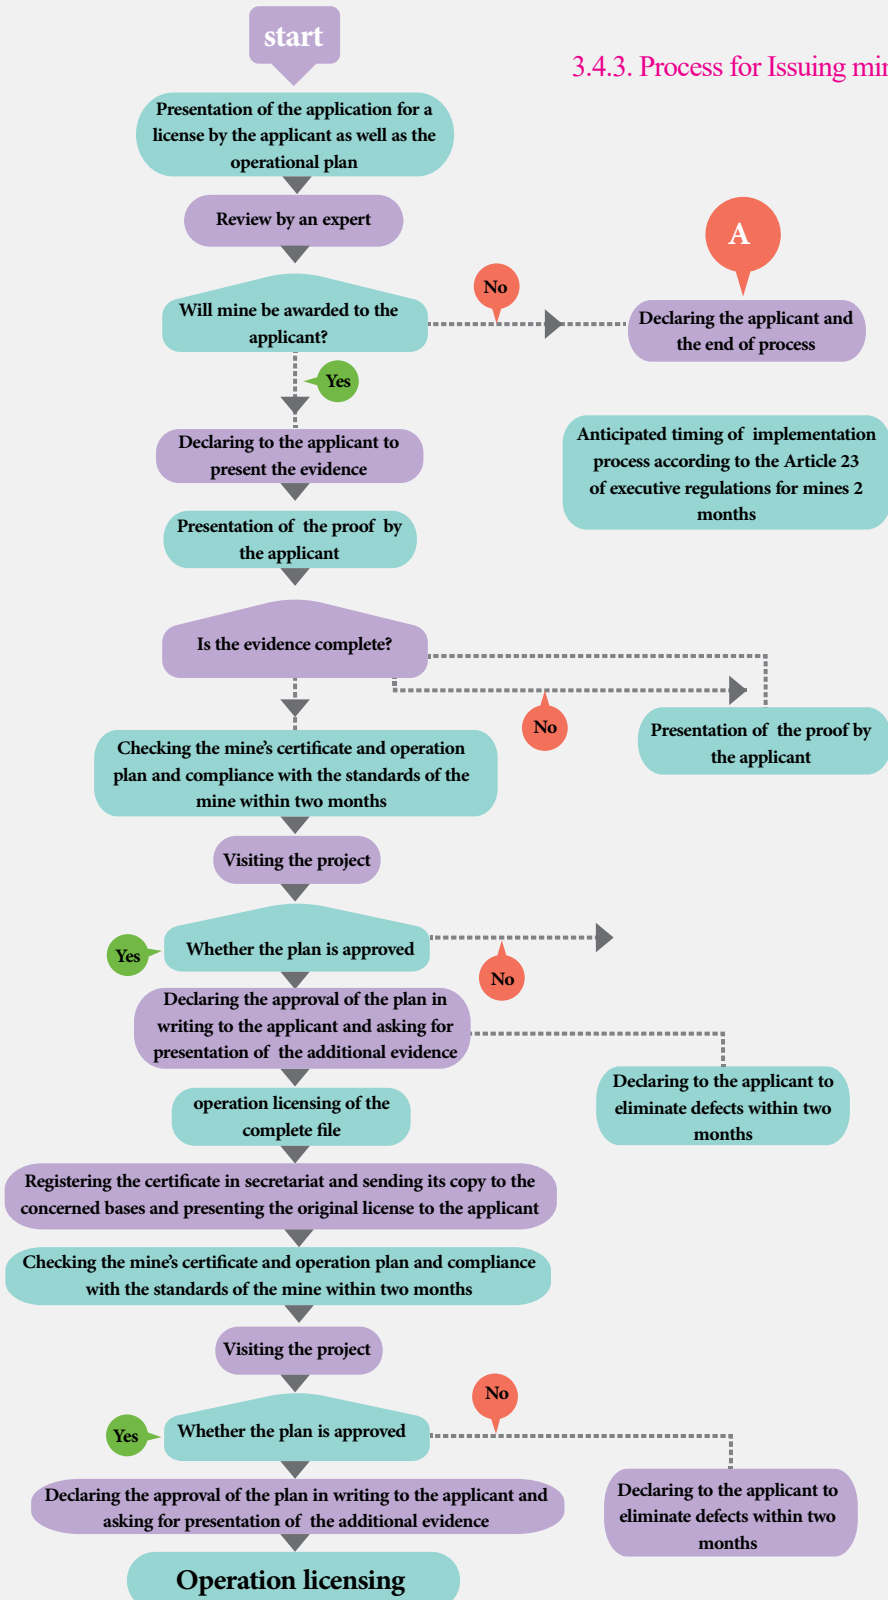 start
3.4.3. Process for Issuing
Presentation of the application for a
license by the applicant as well as the
operational plan
Review by an expert
A
No
Will mine be awarded to the
applicant?
Declaring the applicant and
the end of process
Yes
Declaring to the applicant to
present the evidence
Anticipated timing of implementation
process according to the Article 23
of executive regulations for mines 2
months
Presentation of the proof by
the applicant
Is the evidence complete?
No
Presentation of the proof by
the applicant
Checking the mine's certificate and operation
plan and compliance with the standards of the
mine within two months
Visiting the project
Yes
Whether the plan is approved
No
Declaring the approval of the plan in
writing to the applicant and asking for
presentation of the additional evidence
Declaring to the applicant to
eliminate defects within two
months
operation licensing of the
complete file
Registering the certificate in secretariat and sending its copy to the
concerned bases and presenting the original license to the applicant
Checking the mine's certificate and operation plan and compliance
with the standards of the mine within two months
Visiting the project
No
Yes
Whether the plan is approved
Declaring the approval of the plan in writing to the applicant and
asking for presentation of the additional evidence
Declaring to the applicant to
eliminate defects within two
months
Operation licensing